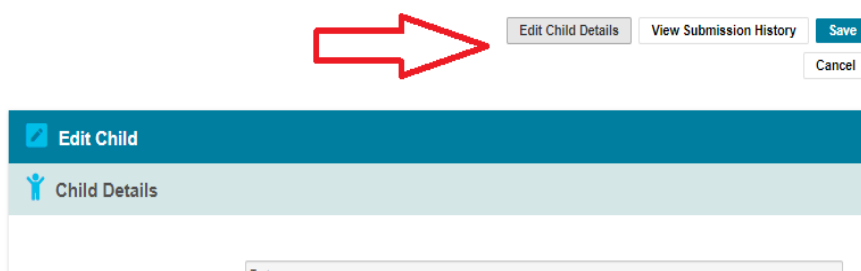 Edit Child Details View Submission History Save
Cancel
Edit Child
Child Details